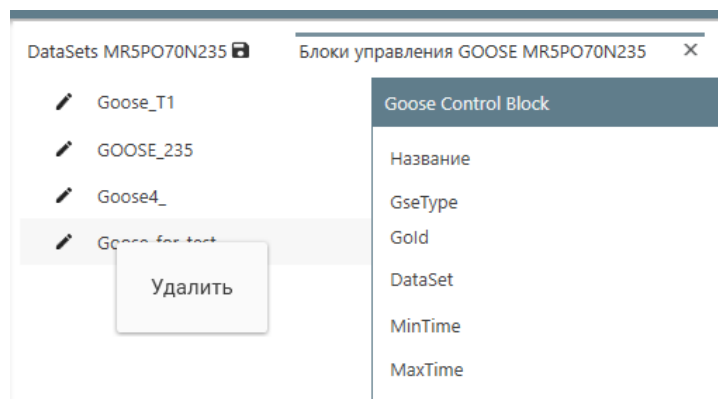 DataSets MR5PO70N235
Блоки управления GOOSE MR5PO70N235
Goose_T1
GOOSE_235
Goose4_
Goose_for_test
Удалить
Goose Control Block
Название
GseType
GoId
DataSet
MinTime
MaxTime